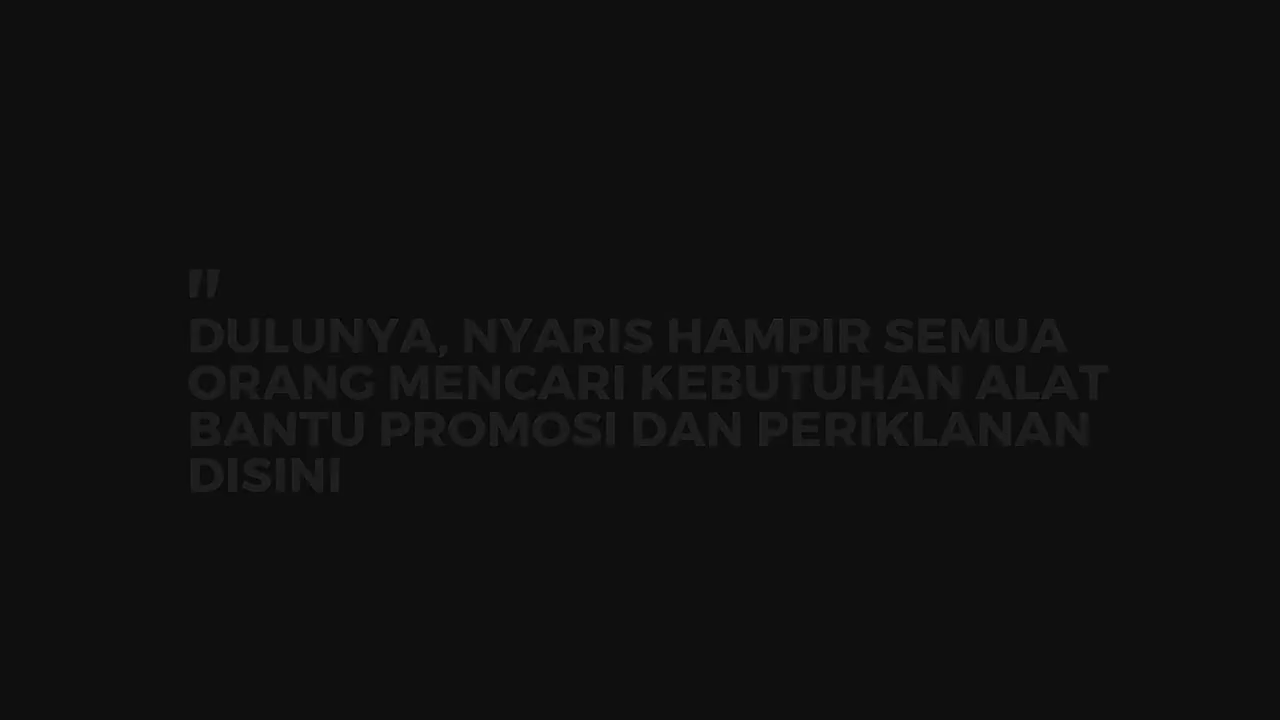 "
DULUNYA, NYARIS HAMPIR SEMUA
ORANG MENCARI KEBUTUHAN ALAT
BANTU PROMOSI DAN PERIKLANAN
DISINI